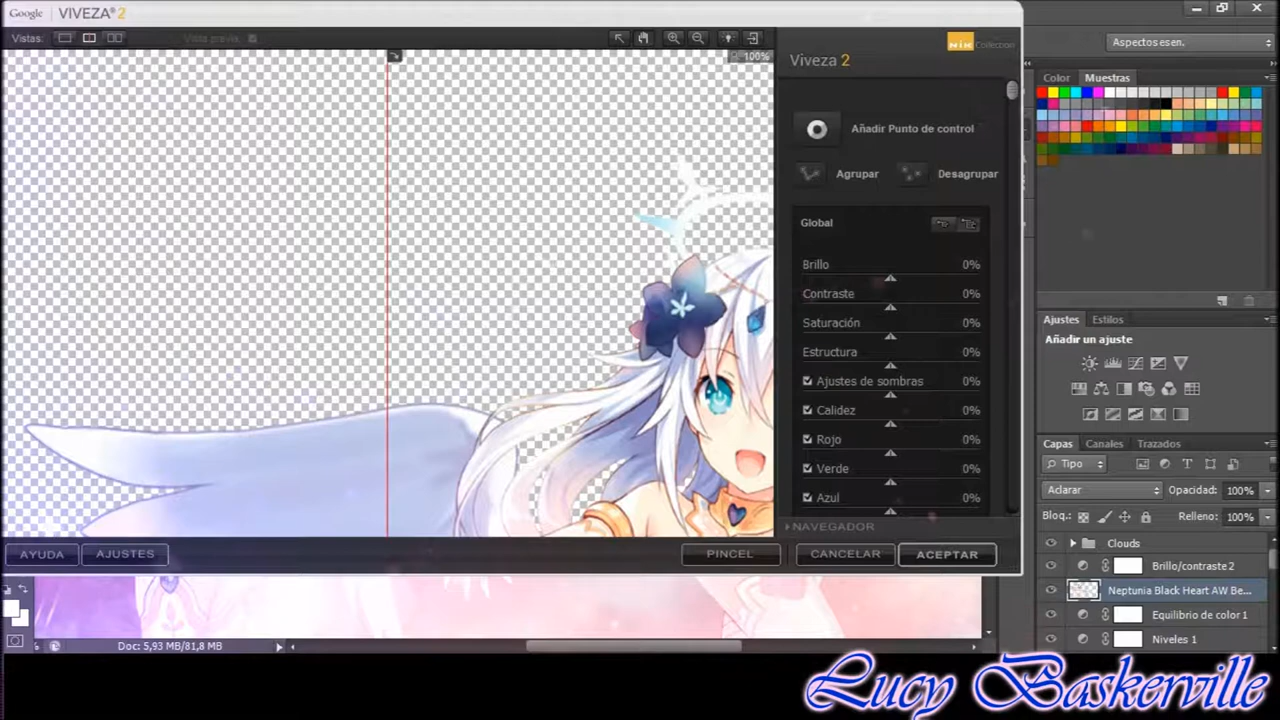 Google VIVEZA® 2
Vistas:
Vista previa
100%
Viveza 2
Nik Collection
Añadir Punto de control
Agrupar
Desagrupar
Global
Brillo 0%
Contraste 0%
Saturación 0%
Estructura 0%
Ajustes de sombras 0%
Calidez 0%
Rojo 0%
Verde 0%
Azul 0%
NAVEGADOR
AYUDA
AJUSTES
PINCEL
CANCELAR
ACEPTAR
Doc: 5,93 MB/81,8 MB
Aspectos esen.
Color Muestras
Ajustes Estilos
Añadir un ajuste
Capas Canales Trazados
Tipo
Aclarar Opacidad: 100%
Bloq.: Relleno: 100%
Clouds
Brillo/contraste 2
Neptunia Black Heart AW Be...
Equilibrio de color 1
Niveles 1
Lucy Baskerville